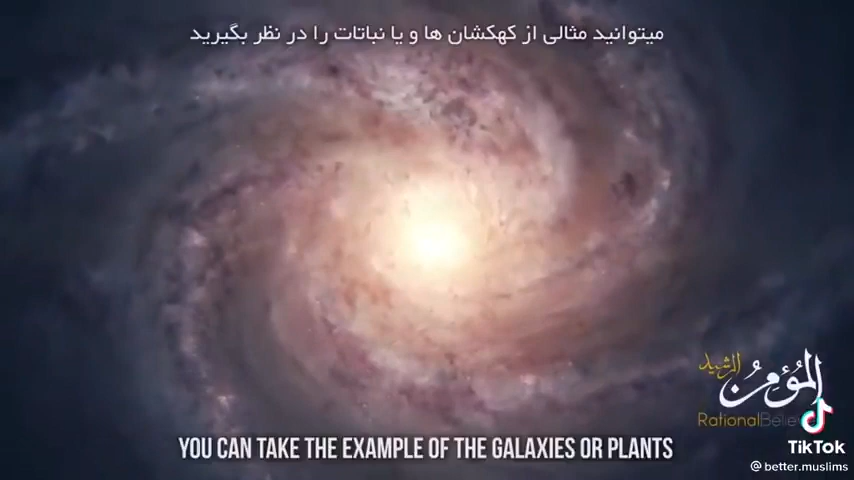 میتوانید مثالی از کهکشان ها و یا نباتات را در نظر بگیرید
المؤمن الرشيد
RationalBelie
YOU CAN TAKE THE EXAMPLE OF THE GALAXIES OR PLANTS
TikTok
@better.muslims